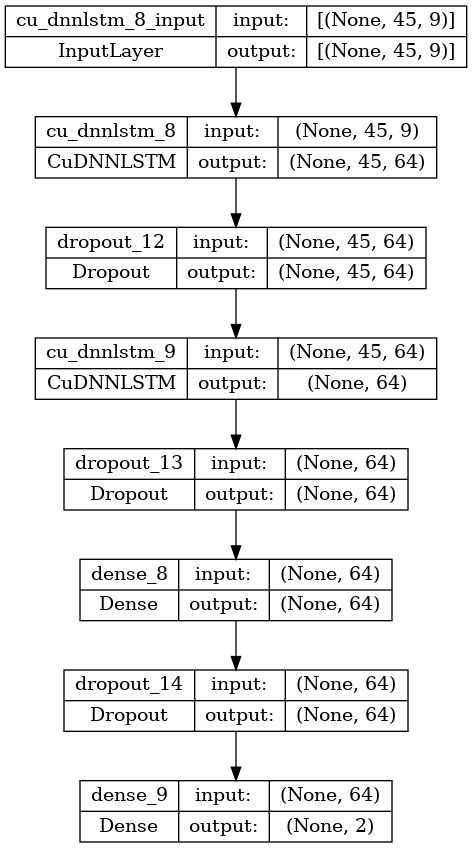 cu_dnnlstm_8_input input: [(None, 45, 9)]
InputLayer output: [(None, 45, 9)]
cu_dnnlstm_8 input: (None, 45, 9)
CuDNNLSTM output: (None, 45, 64)
dropout_12 input: (None, 45, 64)
Dropout output: (None, 45, 64)
cu_dnnlstm_9 input: (None, 45, 64)
CuDNNLSTM output: (None, 64)
dropout_13 input: (None, 64)
Dropout output: (None, 64)
dense_8 input: (None, 64)
Dense output: (None, 64)
dropout_14 input: (None, 64)
Dropout output: (None, 64)
dense_9 input: (None, 64)
Dense output: (None, 2)